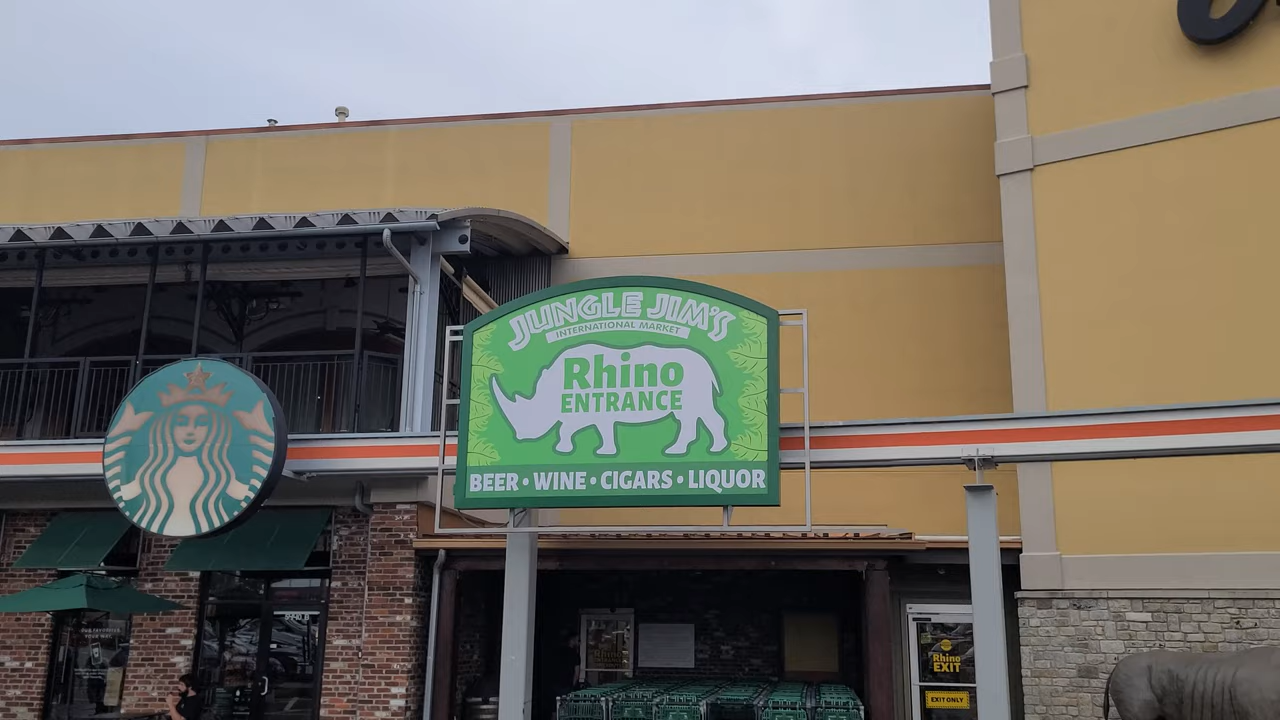 JUNGLE JIM'S
INTERNATIONAL MARKET
Rhino
ENTRANCE
BEER • WINE • CIGARS • LIQUOR
Rhino
EXIT
EXIT ONLY